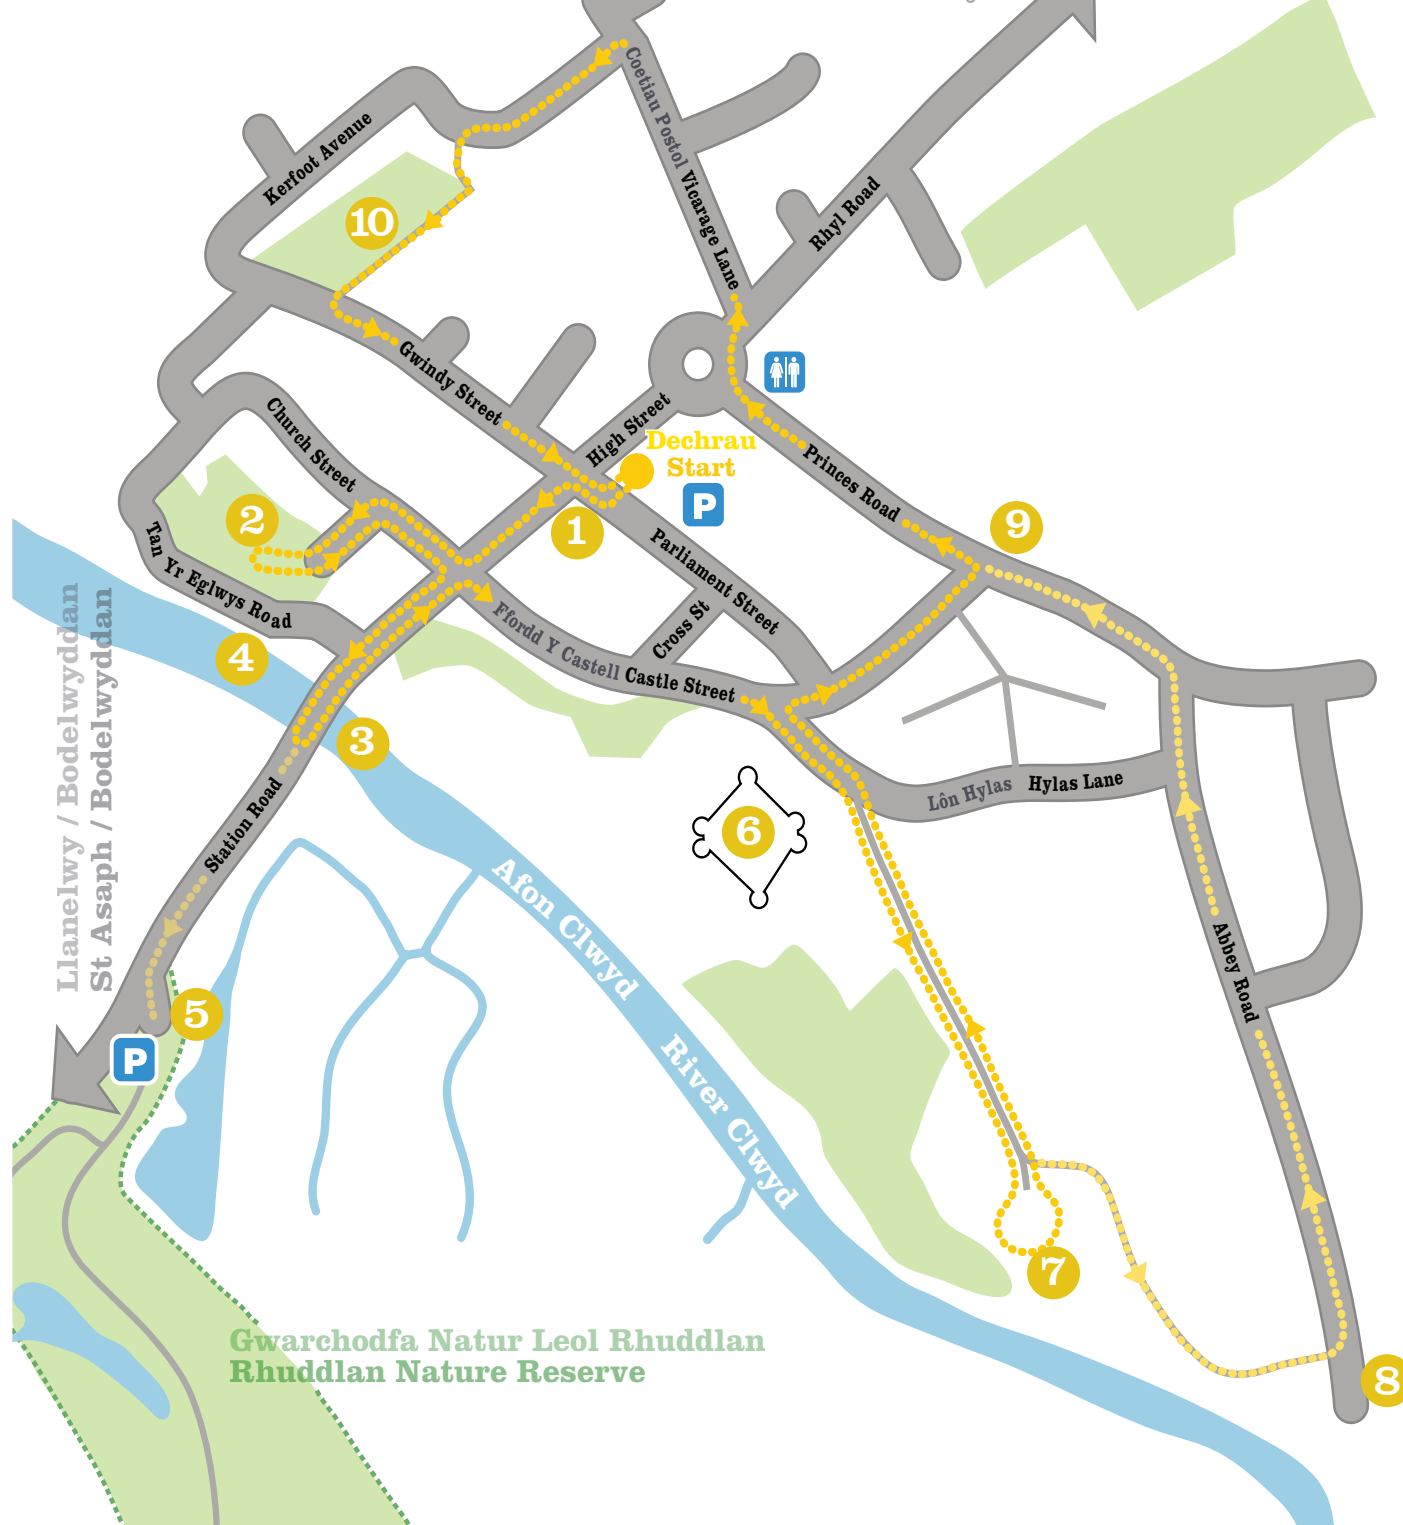 Coetiau Postol Vicarage Lane
Kerfoot Avenue
10
Rhyl Road
Gwindy Street
High Street
Church Street
Dechrau
Start
P
Princes Road
2
1
9
Tan Yr Eglwys Road
Parliament Street
Cross St
Ffordd Y Castell Castle Street
4
3
Llanelwy / Bodelwyddan
St Asaph / Bodelwyddan
Station Road
6
Lôn Hylas Hylas Lane
Afon Clwyd
River Clwyd
Abbey Road
5
P
7
Gwarchodfa Natur Leol Rhuddlan
Rhuddlan Nature Reserve
8